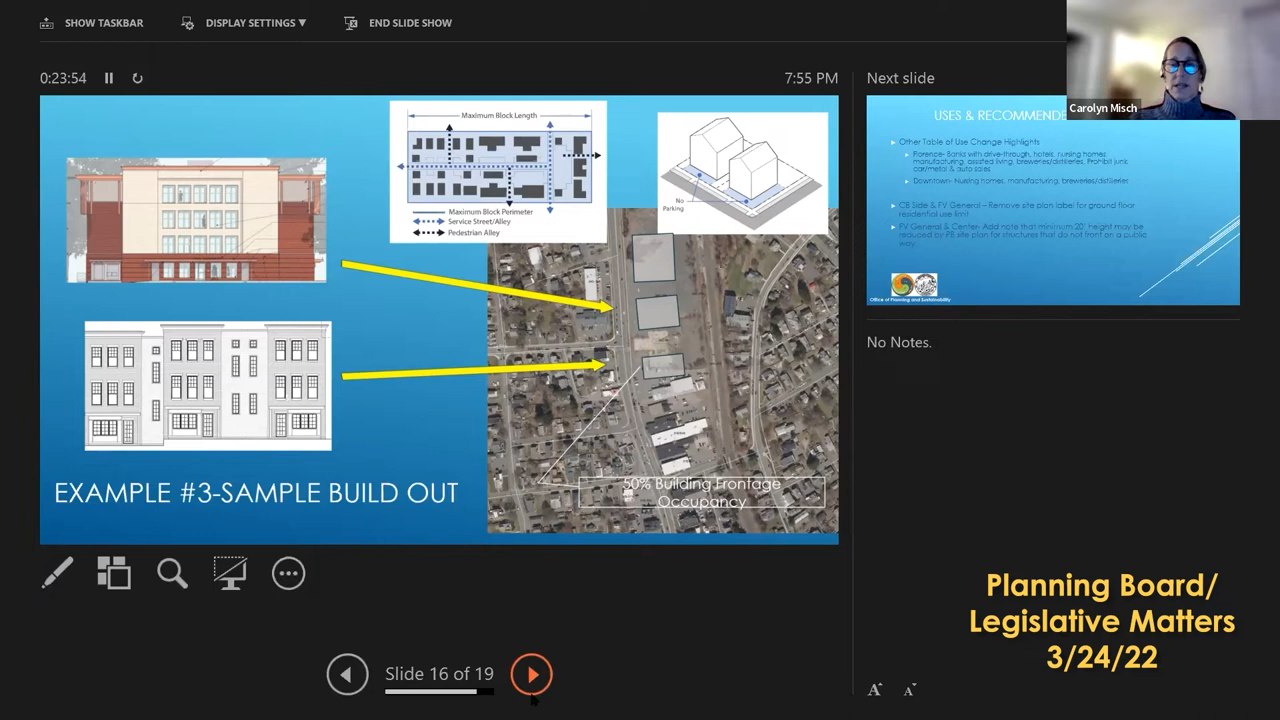 SHOW TASKBAR
DISPLAY SETTINGS ▼
END SLIDE SHOW
0:23:54
7:55 PM
Next slide
Carolyn Misch
Maximum Block Length
Maximum Block Perimeter
Service Street/Alley
Pedestrian Alley
No
Parking
EXAMPLE #3-SAMPLE BUILD OUT
50% Building Frontage
Occupancy
USES & RECOMMENDE
Other Table of Use Change Highlights
Florence- Banks with drive-through, hotels, nursing homes,
manufacturing, assisted living, breweries/distilleries. Prohibit junk
car/metal & auto sales
Downtown- Nursing homes, manufacturing, breweries/distilleries
CB Side & FV General – Remove site plan label for ground floor
residential use limit
FV General & Center- Add note that minimum 20' height may be
reduced by PB site plan for structures that do not front on a public
way.
Office of Planning and Sustainability
No Notes.
Slide 16 of 19
Planning Board/
Legislative Matters
3/24/22
A A